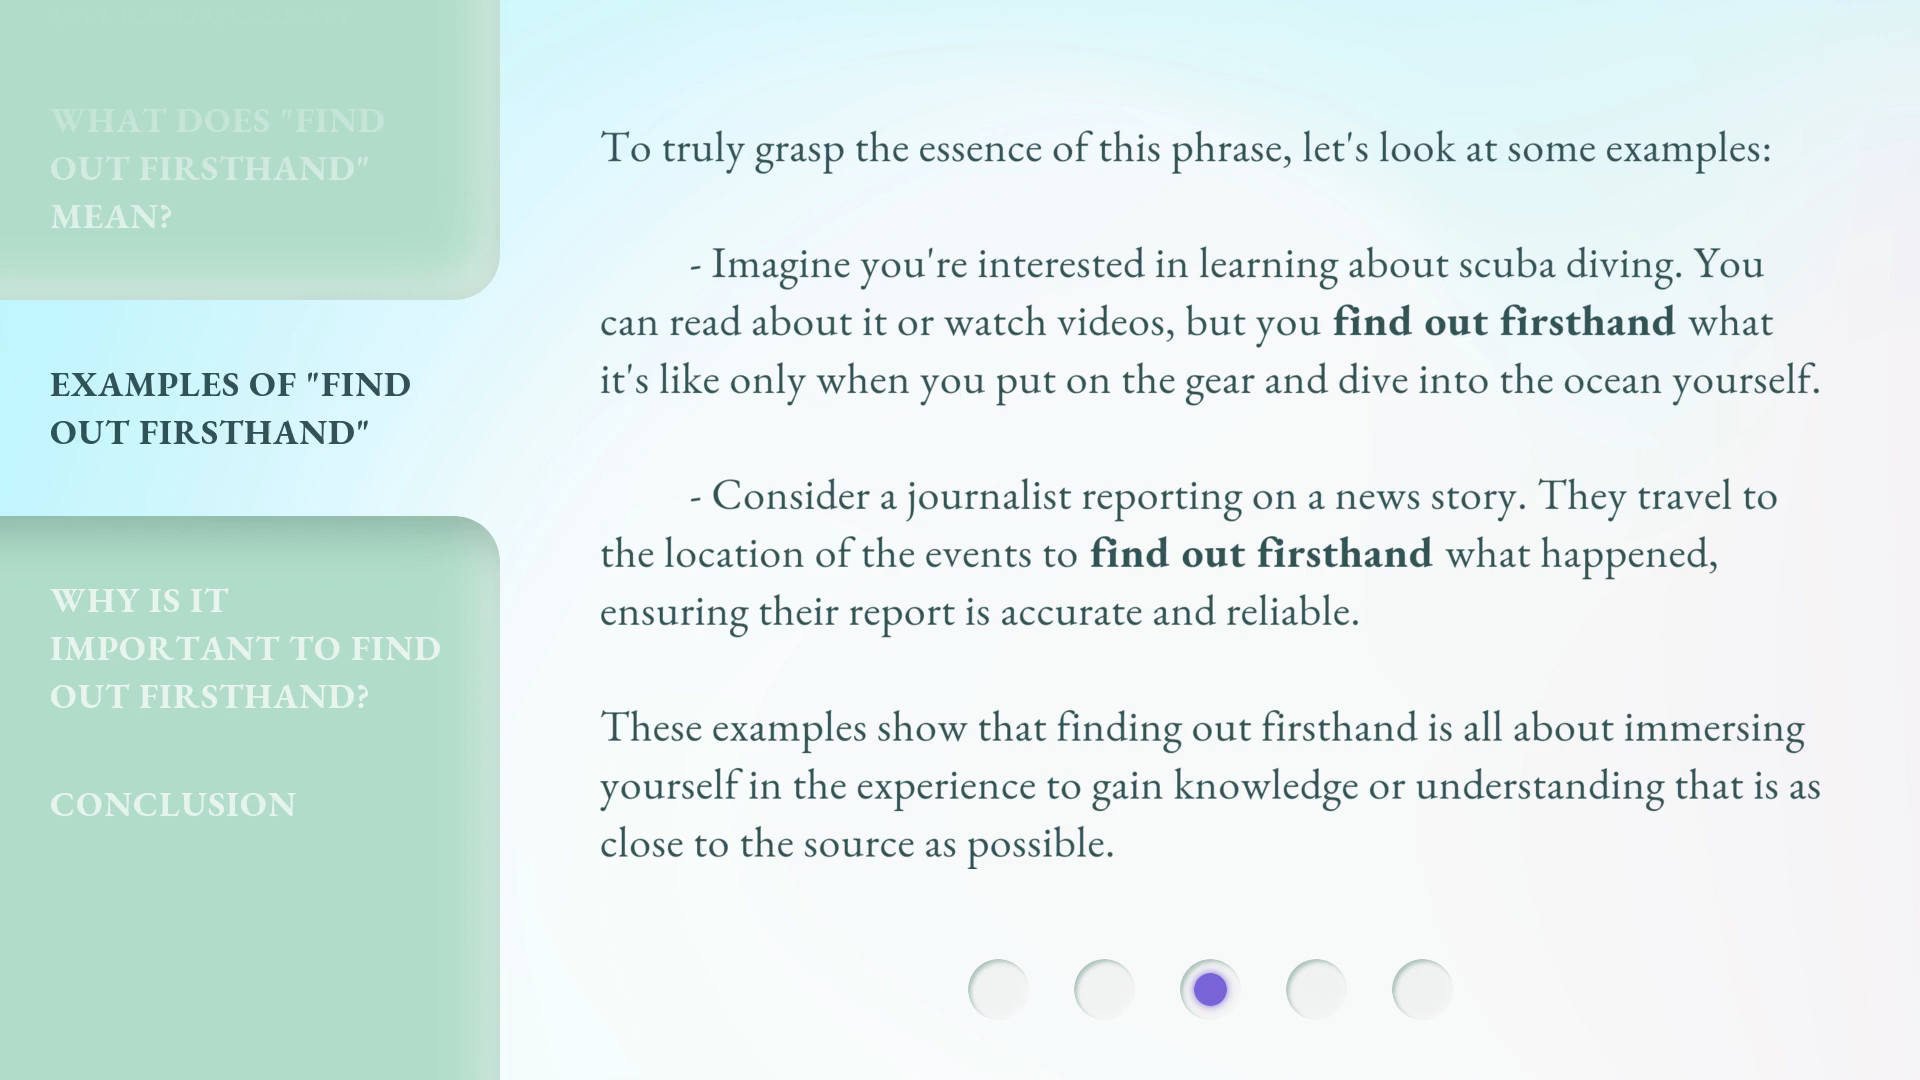 WHAT DOES "FIND
OUT FIRSTHAND"
MEAN?
EXAMPLES OF "FIND
OUT FIRSTHAND"
WHY IS IT
IMPORTANT TO FIND
OUT FIRSTHAND?
CONCLUSION
To truly grasp the essence of this phrase, let's look at some examples:
- Imagine you're interested in learning about scuba diving. You
can read about it or watch videos, but you find out firsthand what
it's like only when you put on the gear and dive into the ocean yourself.
- Consider a journalist reporting on a news story. They travel to
the location of the events to find out firsthand what happened,
ensuring their report is accurate and reliable.
These examples show that finding out firsthand is all about immersing
yourself in the experience to gain knowledge or understanding that is as
close to the source as possible.